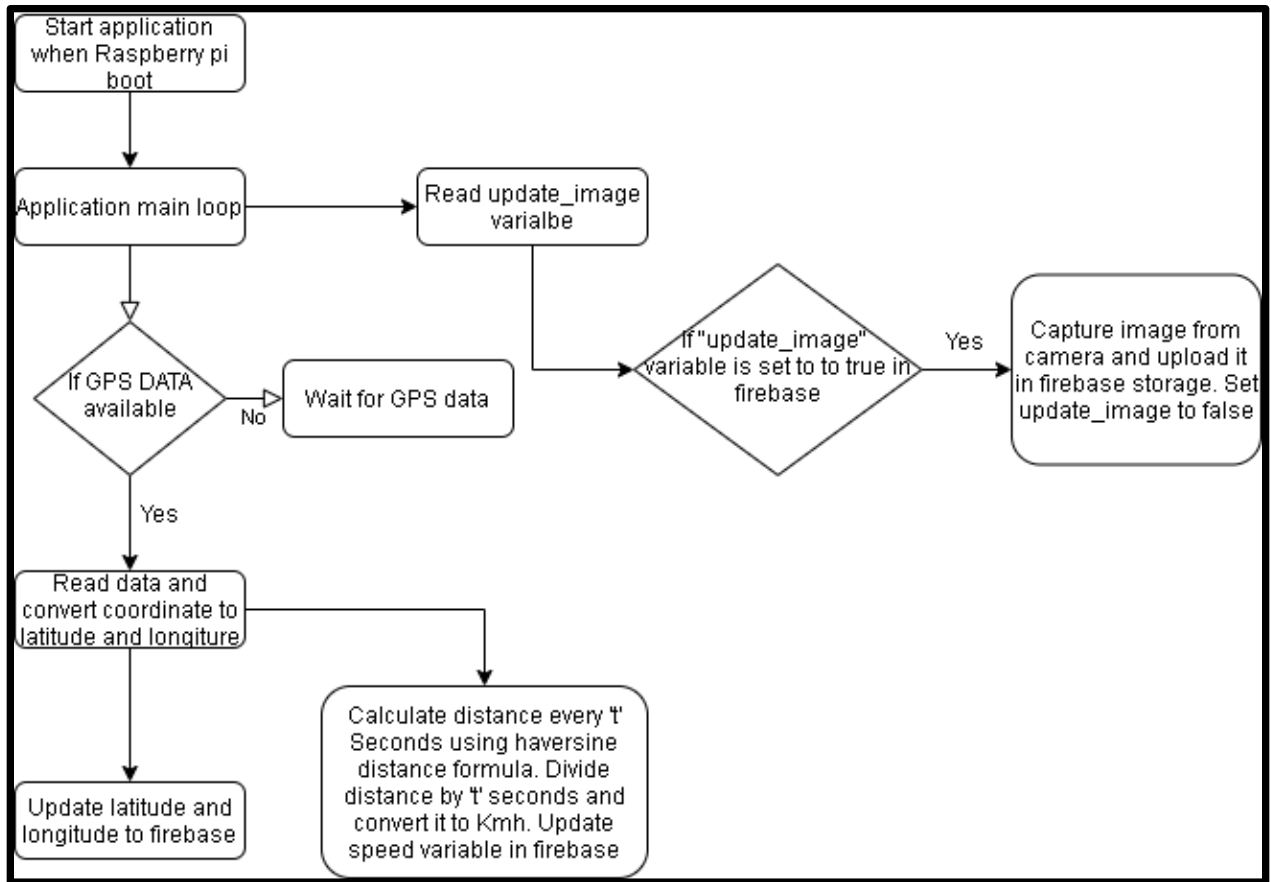 Start application
when Raspberry pi
boot
Application main loop
Read update_image
varialbe
If "update_image"
variable is set to to true in
firebase
Yes
Capture image from
camera and upload it
in firebase storage. Set
update_image to false
If GPS DATA
available
No
Wait for GPS data
Yes
Read data and
convert coordinate to
latitude and longiture
Calculate distance every 't'
Seconds using haversine
distance formula. Divide
distance by 't' seconds and
convert it to Kmh. Update
speed variable in firebase
Update latitude and
longitude to firebase